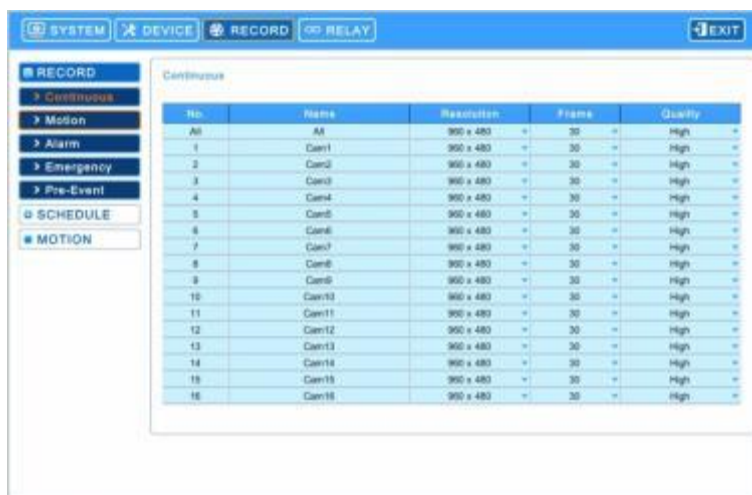 SYSTEM DEVICE RECORD RELAY EXIT
RECORD
> Continuous
> Motion
> Alarm
> Emergency
> Pre-Event
SCHEDULE
MOTION
Continuous
No. Name Resolution Frame Quality
All All 960 x 480 30 High
1 Cam1 960 x 480 30 High
2 Cam2 960 x 480 30 High
3 Cam3 960 x 480 30 High
4 Cam4 960 x 480 30 High
5 Cam5 960 x 480 30 High
6 Cam6 960 x 480 30 High
7 Cam7 960 x 480 30 High
8 Cam8 960 x 480 30 High
9 Cam9 960 x 480 30 High
10 Cam10 960 x 480 30 High
11 Cam11 960 x 480 30 High
12 Cam12 960 x 480 30 High
13 Cam13 960 x 480 30 High
14 Cam14 960 x 480 30 High
15 Cam15 960 x 480 30 High
16 Cam16 960 x 480 30 High